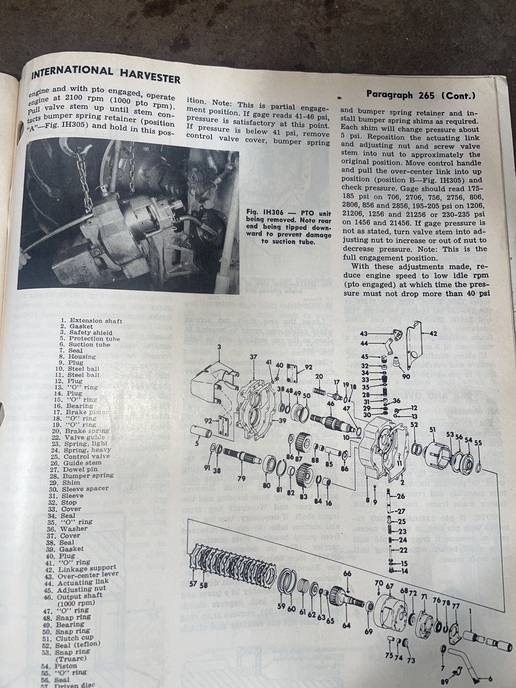 INTERNATIONAL HARVESTER
Paragraph 265 (Cont.)
engine and with pto engaged, operate
engine at 2100 rpm (1000 pto rpm).
Pull valve stem up until stem con-
tacts bumper spring retainer (position
"A"—Fig. IH305) and hold in this pos-
ition. Note: This is partial engage-
ment position. If gage reads 41-46 psi,
pressure is satisfactory at this point.
If pressure is below 41 psi, remove
control valve cover, bumper spring
Fig. IH306 — PTO unit
being removed. Note rear
end being tipped down-
ward to prevent damage
to suction tube.
and bumper spring retainer and in-
stall bumper spring shims as required.
Each shim will change pressure about
5 psi. Reposition the actuating link
and adjusting nut and screw valve
stem into nut to approximately the
original position. Move control handle
and pull the over-center link into up
position (position B—Fig. IH305) and
check pressure. Gage should read 175-
185 psi on 706, 2706, 756, 2756, 806,
2806, 856 and 2856, 195-205 psi on 1206,
21206, 1256 and 21256 or 230-235 psi
on 1456 and 21456. If gage pressure is
not as stated, turn valve stem into ad-
justing nut to increase or out of nut to
decrease pressure. Note: This is the
full engagement position.
With these adjustments made, re-
duce engine speed to low idle rpm
(pto engaged) at which time the pres-
sure must not drop more than 40 psi
1. Extension shaft
2. Gasket
3. Safety shield
5. Protection tube
6. Suction tube
7. Seal
8. Housing
9. Plug
10. Steel ball
11. Steel ball
12. Plug
13. "O" ring
14. Plug
15. "O" ring
16. Bearing
17. Brake piston
18. "O" ring
19. "O" ring
20. Brake spring
22. Valve guide
23. Spring, light
24. Spring, heavy
25. Control valve
26. Guide stem
27. Dowel pin
28. Bumper spring
29. Shim
30. Sleeve spacer
31. Sleeve
32. Stop
33. Cover
34. Seal
35. "O" ring
36. Washer
37. Cover
38. Seal
39. Gasket
40. Plug
41. "O" ring
42. Linkage support
43. Over-center lever
44. Actuating link
45. Adjusting nut
46. Output shaft
(1000 rpm)
47. "O" ring
48. Snap ring
49. Bearing
50. Snap ring
51. Clutch cup
52. Seal (teflon)
53. Snap ring
(Truarc)
54. Piston
55. "O" ring
56. Seal
57. Driven disc